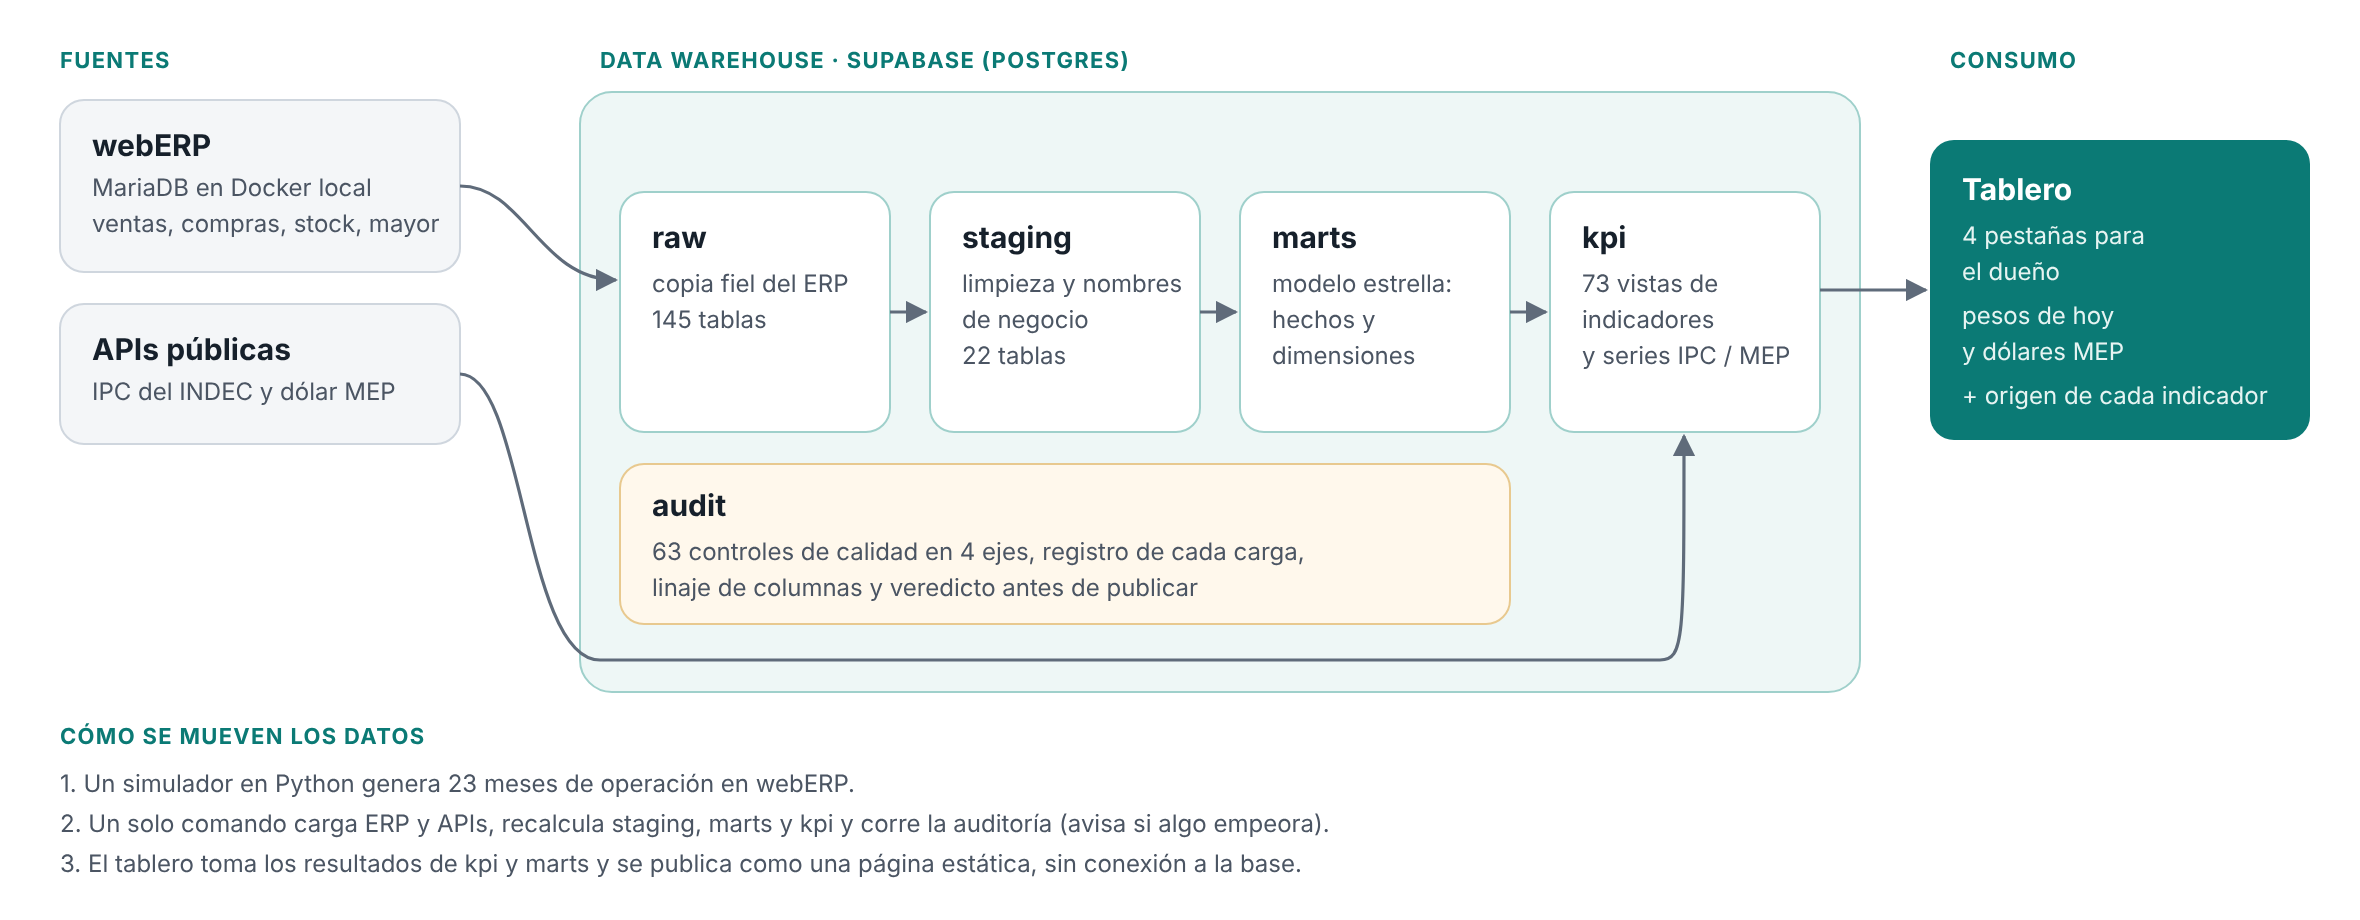 FUENTES
webERP
MariaDB en Docker local
ventas, compras, stock, mayor
APIs públicas
IPC del INDEC y dólar MEP
DATA WAREHOUSE · SUPABASE (POSTGRES)
raw
copia fiel del ERP
145 tablas
staging
limpieza y nombres
de negocio
22 tablas
marts
modelo estrella:
hechos y
dimensiones
kpi
73 vistas de
indicadores
y series IPC / MEP
audit
63 controles de calidad en 4 ejes, registro de cada carga,
linaje de columnas y veredicto antes de publicar
CONSUMO
Tablero
4 pestañas para
el dueño
pesos de hoy
y dólares MEP
+ origen de cada indicador
CÓMO SE MUEVEN LOS DATOS
1. Un simulador en Python genera 23 meses de operación en webERP.
2. Un solo comando carga ERP y APIs, recalcula staging, marts y kpi y corre la auditoría (avisa si algo empeora).
3. El tablero toma los resultados de kpi y marts y se publica como una página estática, sin conexión a la base.